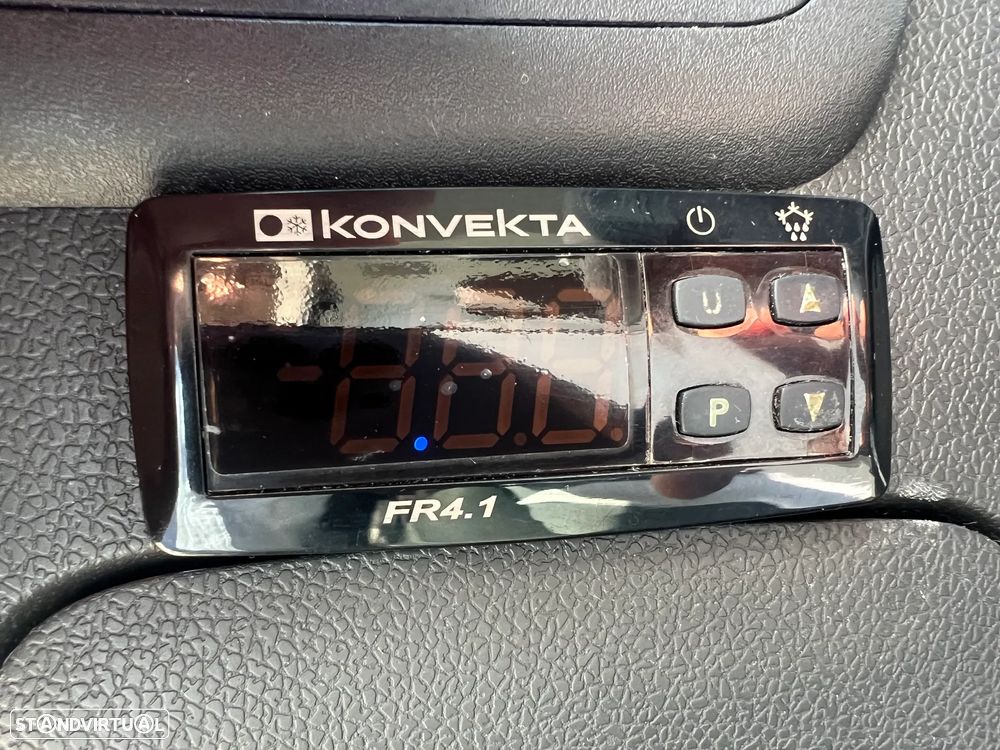 KONVEKTA
U
P
FR4.1
STANDVIRTUAL